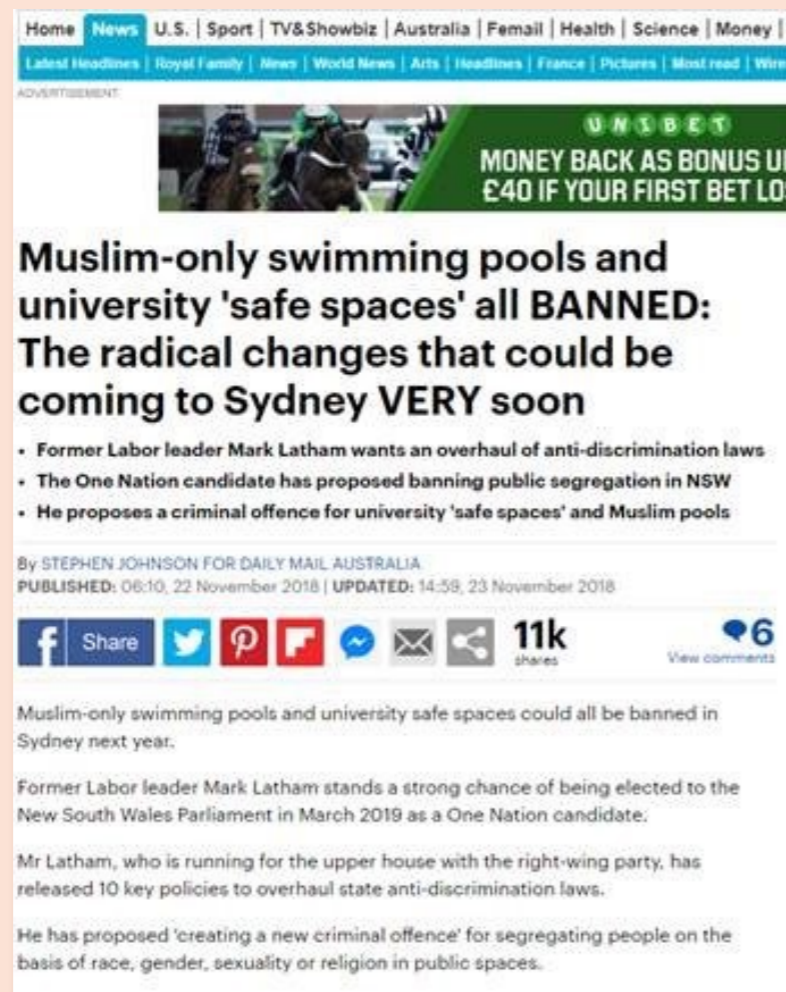 Home News U.S. | Sport | TV&Showbiz | Australia | Femail | Health | Science | Money |
Latest Headlines | Royal Family | News | World News | Arts | Headlines | France | Pictures | Most read | Wire
ADVERTISEMENT
UNIBET
MONEY BACK AS BONUS U
£40 IF YOUR FIRST BET LO
Muslim-only swimming pools and
university 'safe spaces' all BANNED:
The radical changes that could be
coming to Sydney VERY soon
• Former Labor leader Mark Latham wants an overhaul of anti-discrimination laws
• The One Nation candidate has proposed banning public segregation in NSW
• He proposes a criminal offence for university 'safe spaces' and Muslim pools
By STEPHEN JOHNSON FOR DAILY MAIL AUSTRALIA
PUBLISHED: 06:10, 22 November 2018 | UPDATED: 14:59, 23 November 2018
f Share 11k 6
shares View comments
Muslim-only swimming pools and university safe spaces could all be banned in
Sydney next year.
Former Labor leader Mark Latham stands a strong chance of being elected to the
New South Wales Parliament in March 2019 as a One Nation candidate.
Mr Latham, who is running for the upper house with the right-wing party, has
released 10 key policies to overhaul state anti-discrimination laws.
He has proposed 'creating a new criminal offence' for segregating people on the
basis of race, gender, sexuality or religion in public spaces.